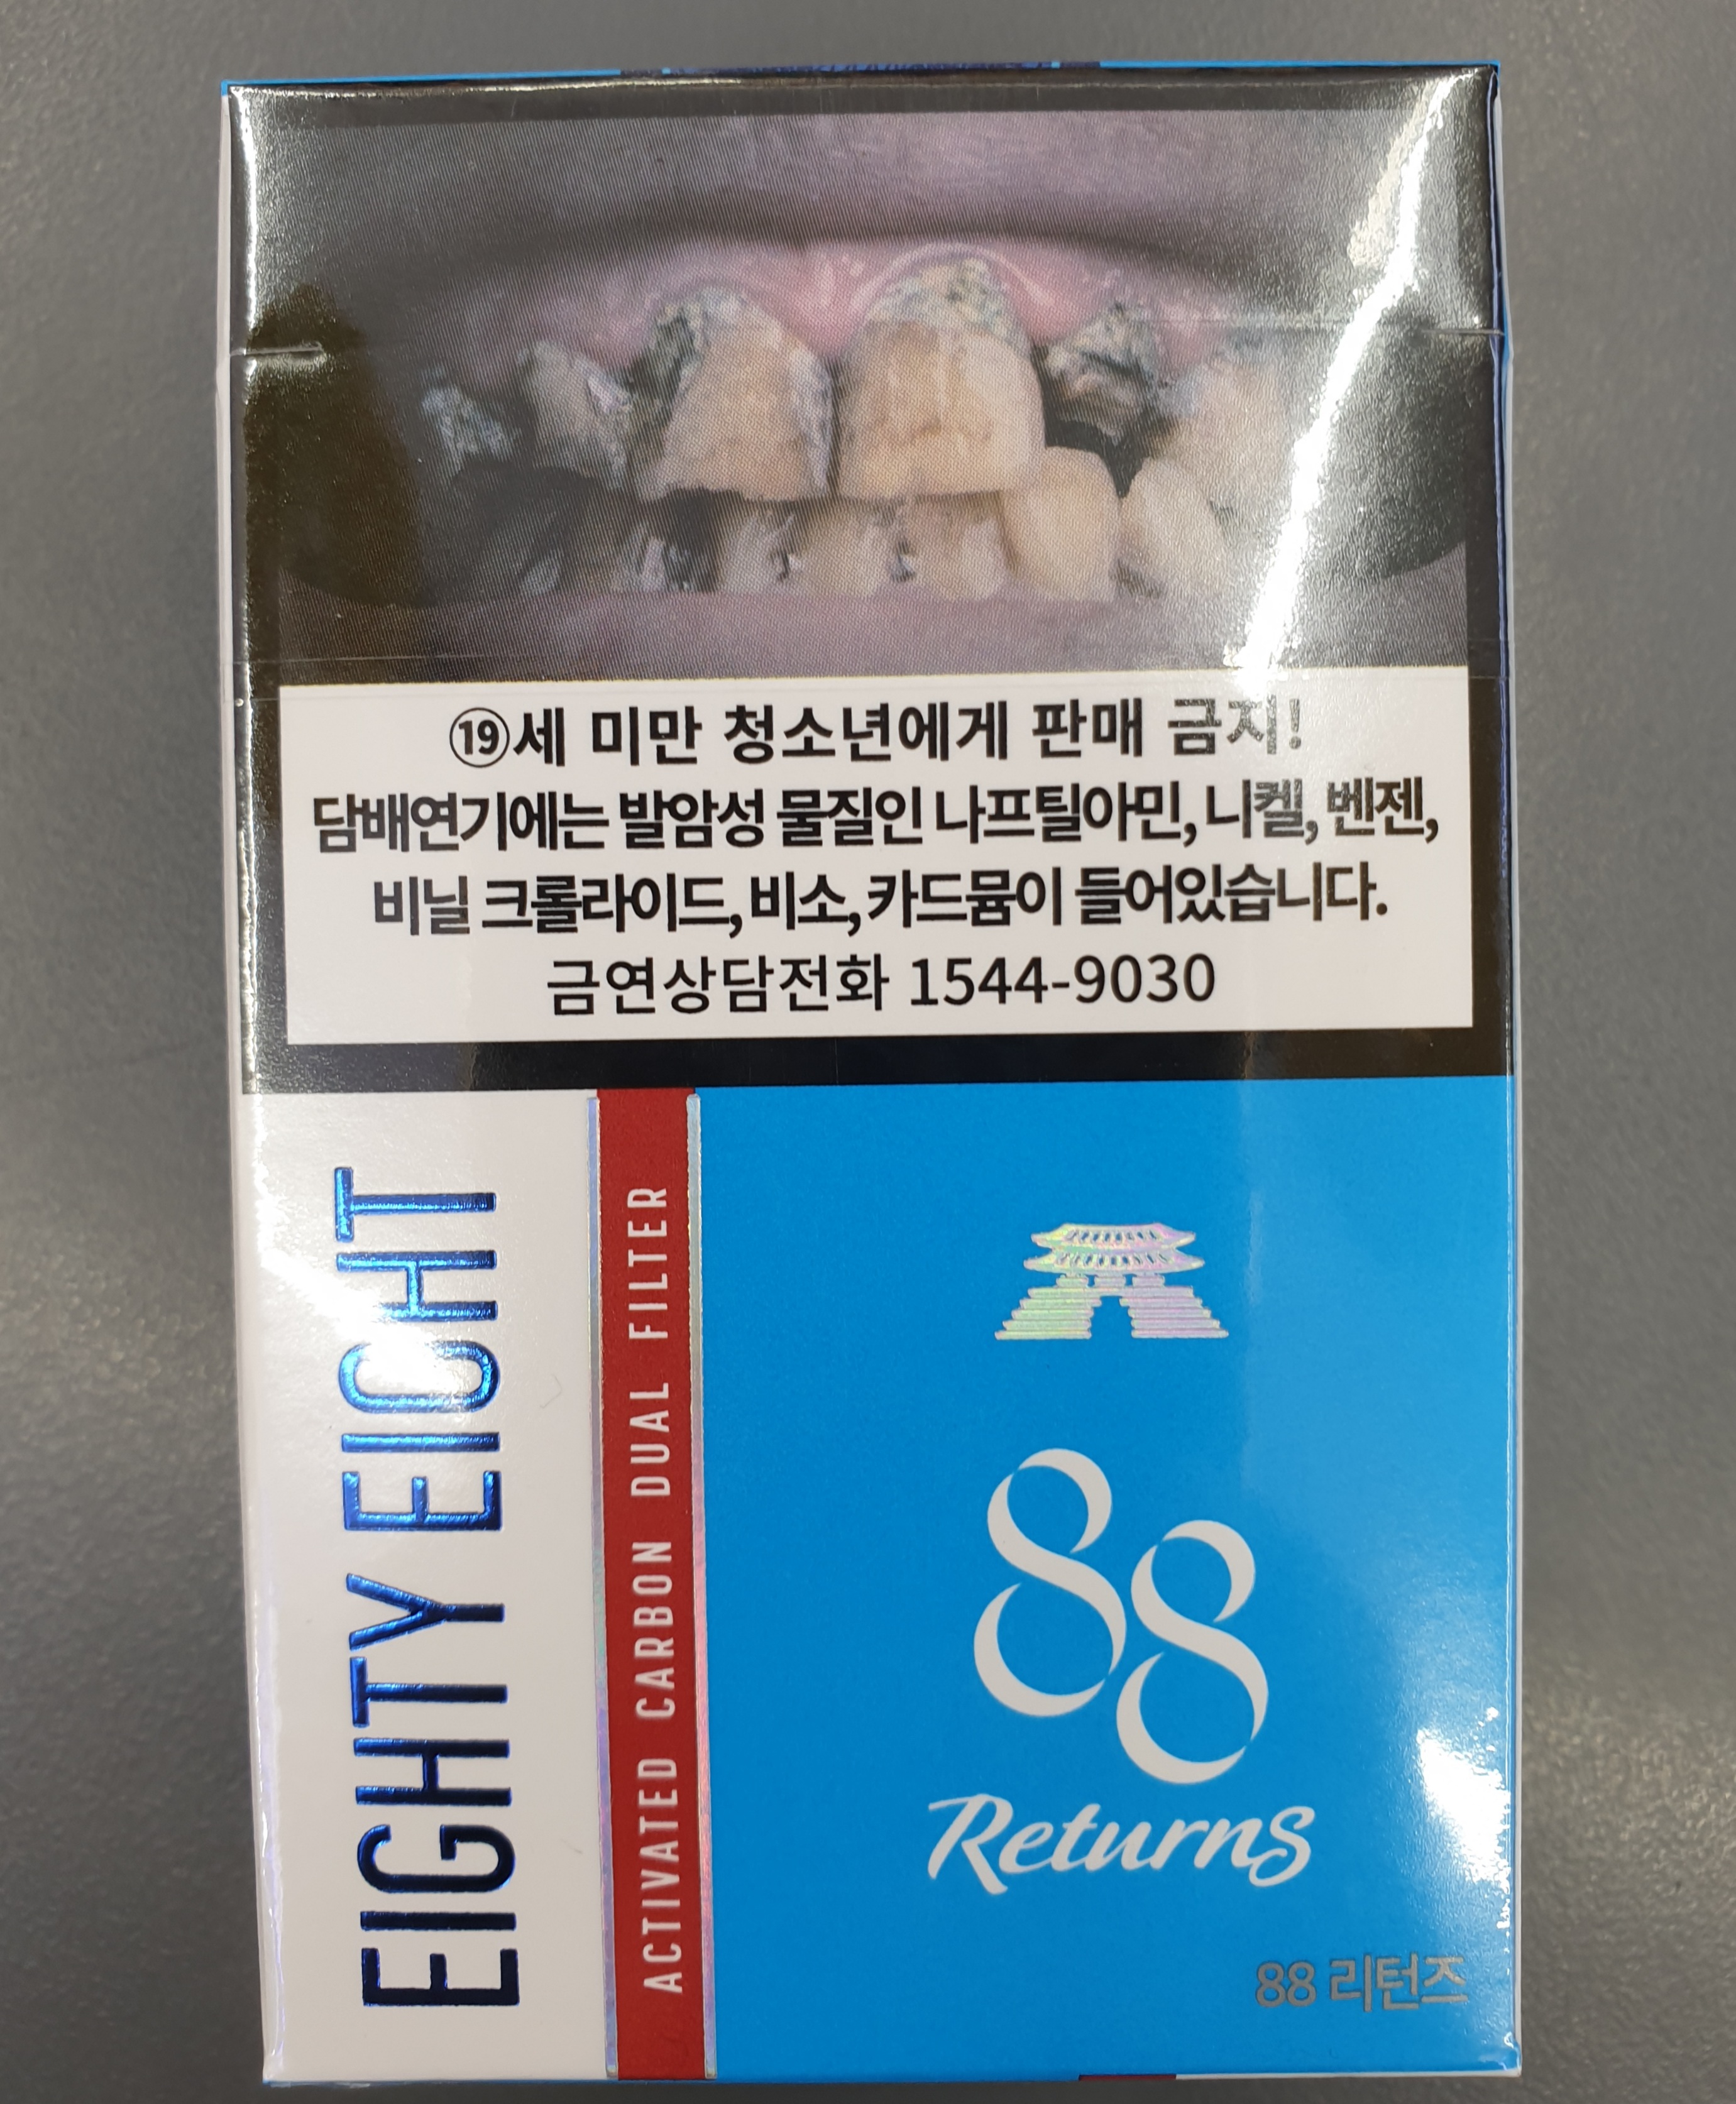 ⑲세 미만 청소년에게 판매 금지!
담배연기에는 발암성 물질인 나프틸아민, 니켈, 벤젠,
비닐 크롤라이드, 비소, 카드뮴이 들어있습니다.
금연상담전화 1544-9030
EIGHTY EIGHT
ACTIVATED CARBON DUAL FILTER
88
Returns
88 리턴즈